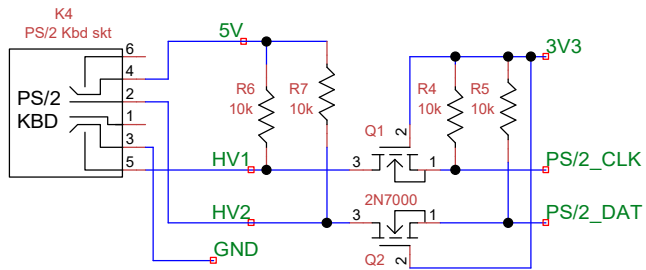 K4
PS/2 Kbd skt
6
4
2
1
3
5
PS/2
KBD
5V
R6
10k
R7
10k
HV1
HV2
GND
Q1
2
3
1
2N7000
3
1
2
Q2
R4
10k
R5
10k
3V3
PS/2_CLK
PS/2_DAT